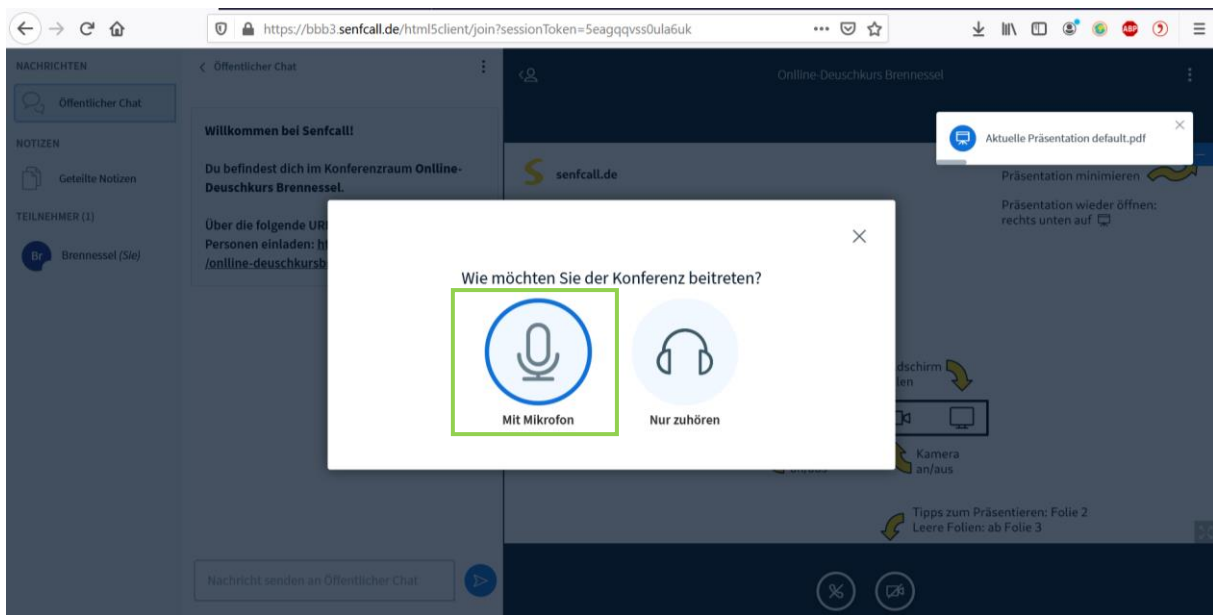 https://bbb3.senfcall.de/html5client/join?sessionToken=5eagqqvss0ula6uk
ABP
NACHRICHTEN
Öffentlicher Chat
NOTIZEN
Geteilte Notizen
TEILNEHMER (1)
Br
Brennessel (Sie)
Öffentlicher Chat
Willkommen bei Senfcall!
Du befindest dich im Konferenzraum Onlline-
Deuschkurs Brennessel.
Über die folgende
Personen einladen:
/onlline-deuschkursb
Nachricht senden an Öffentlicher Chat
Onlline-Deuschkurs Brennessel
Aktuelle Präsentation default.pdf
senfcall.de
Präsentation minimieren
Präsentation wieder öffnen:
rechts unten auf
Wie möchten Sie der Konferenz beitreten?
Mit Mikrofon
Nur zuhören
Kamera
an/aus
Tipps zum Präsentieren: Folie 2
Leere Folien: ab Folie 3